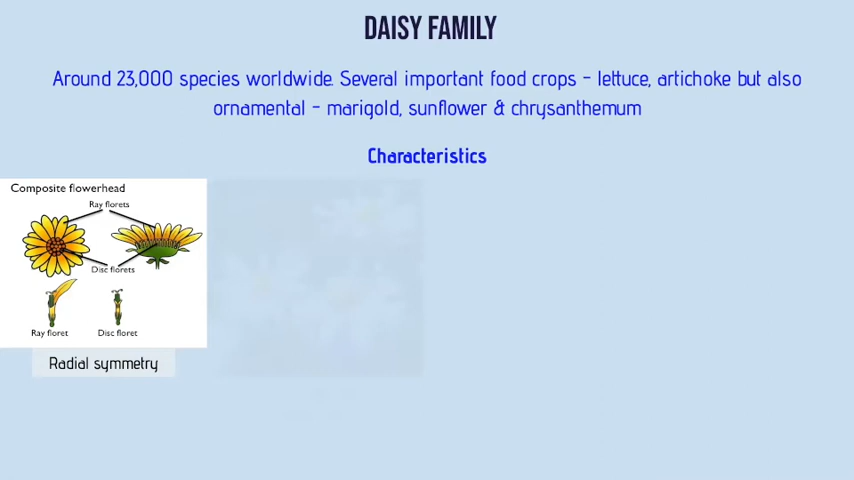 DAISY FAMILY
Around 23,000 species worldwide. Several important food crops - lettuce, artichoke but also
ornamental - marigold, sunflower & chrysanthemum
Characteristics
Composite flowerhead
Ray florets
Disc florets
Ray floret
Disc floret
Radial symmetry